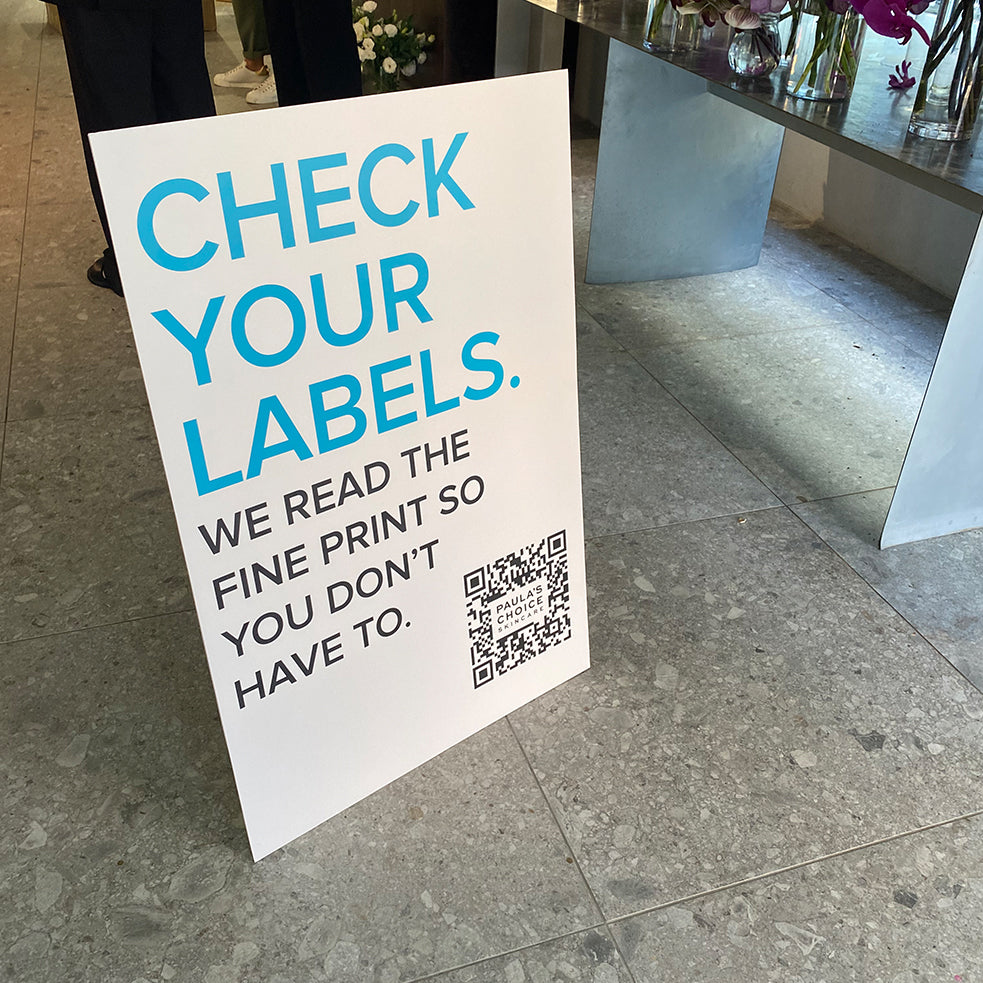 CHECK
YOUR
LABELS.
WE READ THE
FINE PRINT SO
YOU DON'T
HAVE TO.
PAULA'S
CHOICE
SKINCARE